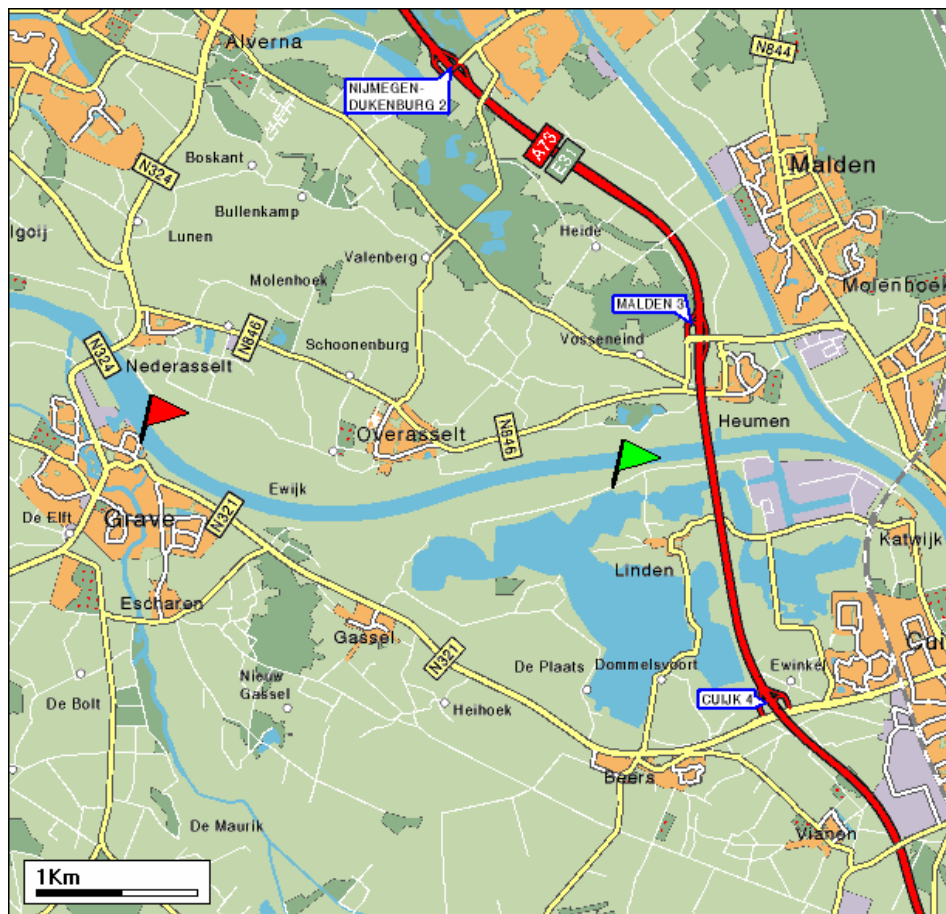 Alverna
N844
NIJMEGEN-
DUKENBURG 2
A73
E31
Boskant
N324
Malden
Bullenkamp
lgoij
Lunen
Heide
Valenberg
Molenhoek
Molenhoek
MALDEN 3
N324
N846
Schoonenburg
Vosseneind
Nederasselt
Overasselt
N846
Heumen
Ewijk
De Elft
Grave
N321
Katwijk
Linden
Escharen
Gassel
N321
Cui
De Plaats
Dommelsvoort
Ewinkel
Nieuw
Gassel
De Bolt
Heihoek
CUIJK 4
Beers
De Maurik
Vianen
1Km